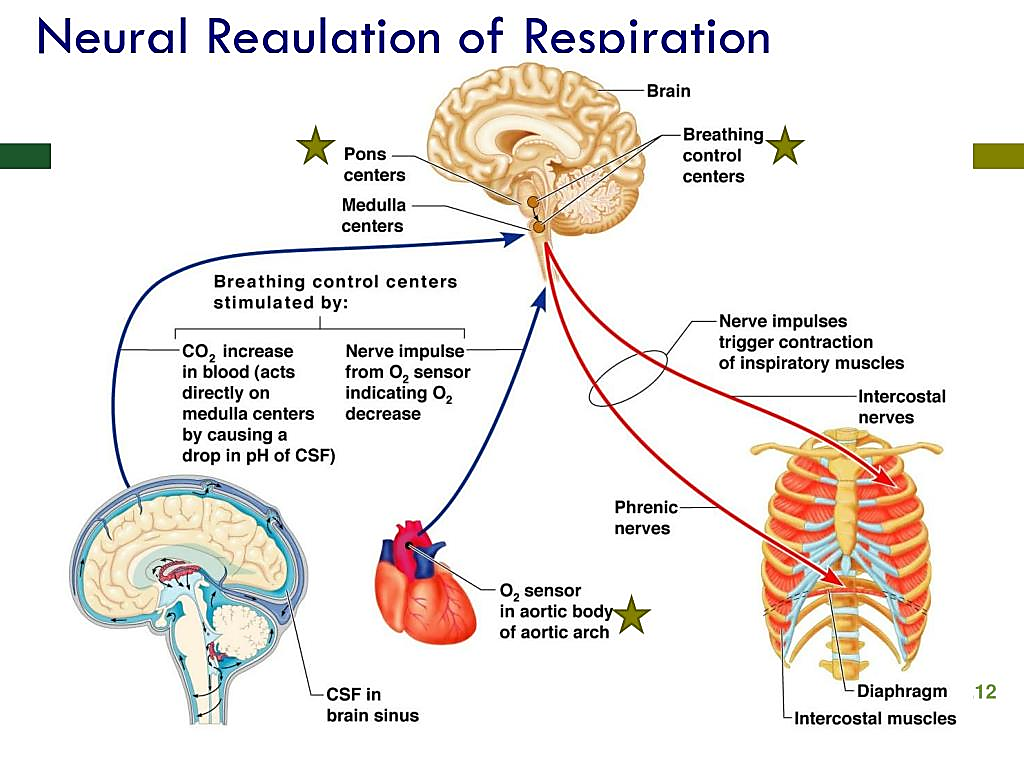 Neural Regulation of Respiration
Brain
Breathing
control
centers
Pons
centers
Medulla
centers
Breathing control centers
stimulated by:
CO2 increase
in blood (acts
directly on
medulla centers
by causing a
drop in pH of CSF)
Nerve impulse
from O2 sensor
indicating O2
decrease
Nerve impulses
trigger contraction
of inspiratory muscles
Intercostal
nerves
Phrenic
nerves
O2 sensor
in aortic body
of aortic arch
CSF in
brain sinus
Diaphragm
12
Intercostal muscles